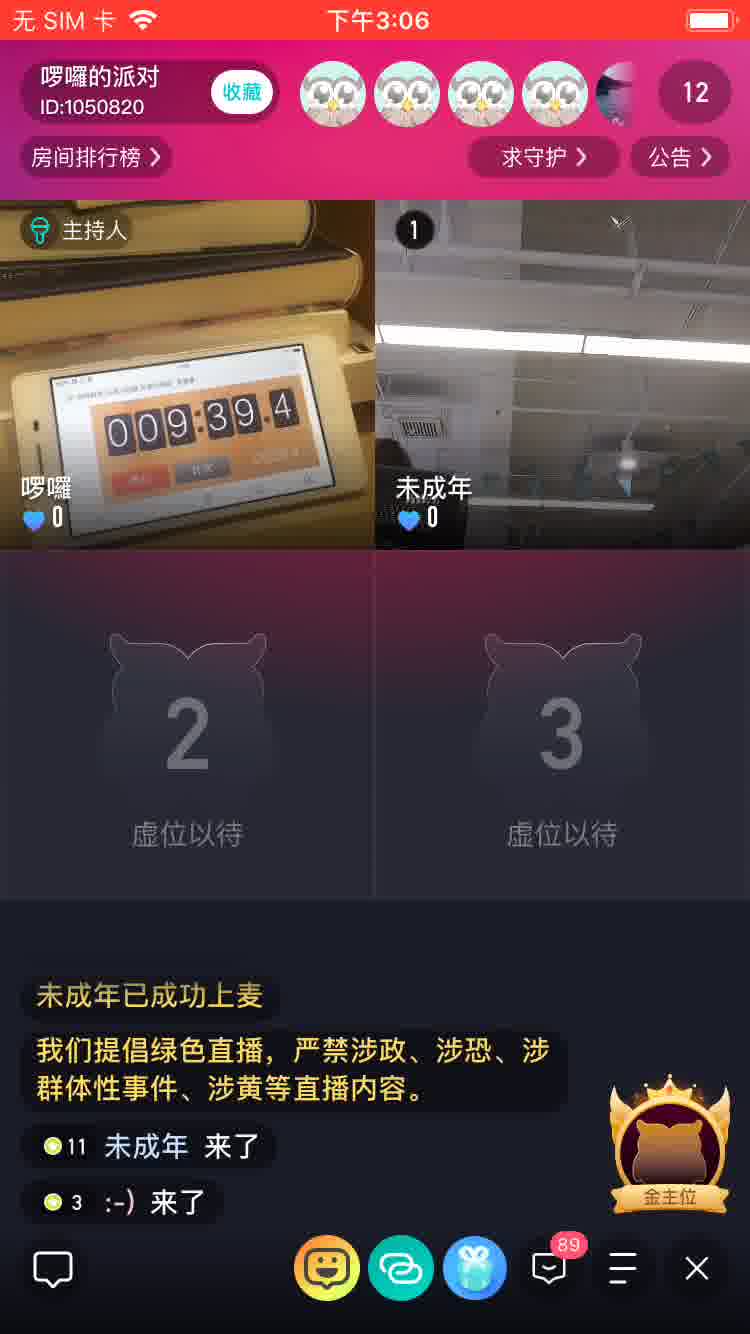 无 SIM 卡
下午3:06
啰囉的派对
ID:1050820
收藏
12
房间排行榜
求守护
公告
主持人
1
009:39.4
啰囉
0
未成年
0
2
3
虚位以待
虚位以待
未成年已成功上麦
我们提倡绿色直播，严禁涉政、涉恐、涉
群体性事件、涉黄等直播内容。
11 未成年 来了
3 :-) 来了
金主位
89